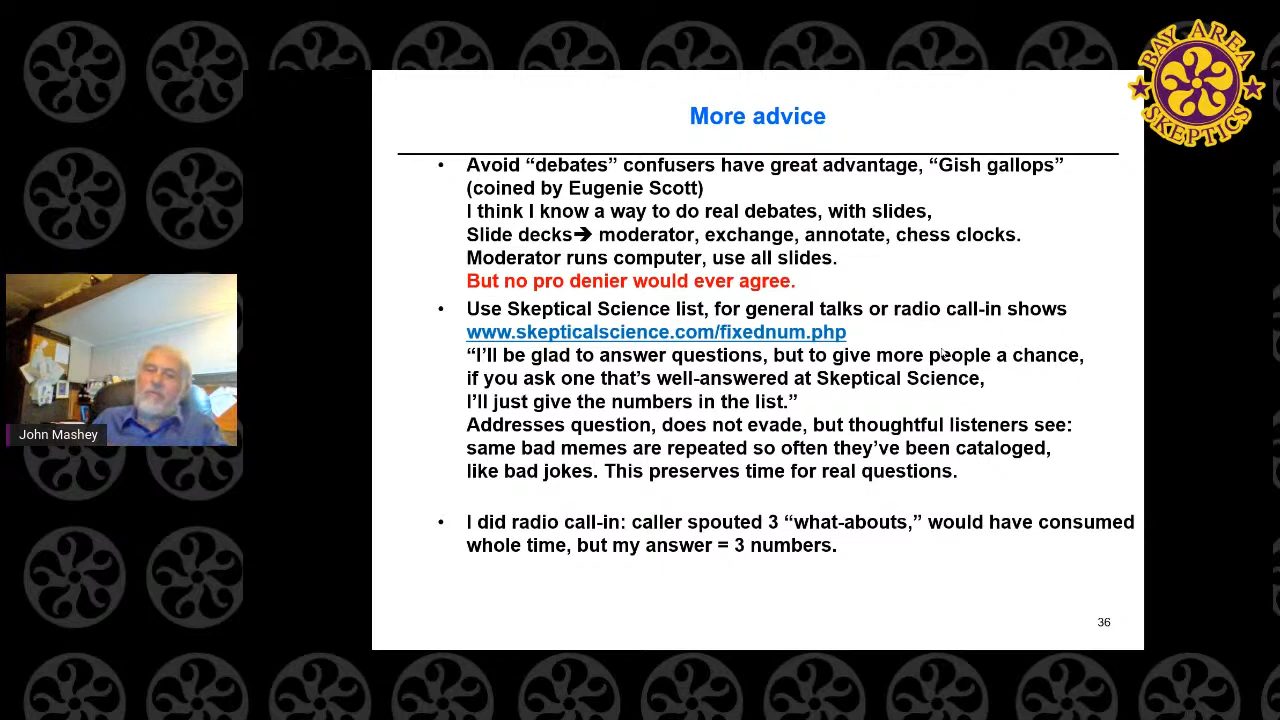 BAY AREA
SKEPTICS
More advice
• Avoid “debates” confusers have great advantage, “Gish gallops”
(coined by Eugenie Scott)
I think I know a way to do real debates, with slides,
Slide decks➔ moderator, exchange, annotate, chess clocks.
Moderator runs computer, use all slides.
But no pro denier would ever agree.
• Use Skeptical Science list, for general talks or radio call-in shows
www.skepticalscience.com/fixednum.php
“I’ll be glad to answer questions, but to give more people a chance,
if you ask one that’s well-answered at Skeptical Science,
I’ll just give the numbers in the list.”
Addresses question, does not evade, but thoughtful listeners see:
same bad memes are repeated so often they’ve been cataloged,
like bad jokes. This preserves time for real questions.
• I did radio call-in: caller spouted 3 “what-abouts,” would have consumed
whole time, but my answer = 3 numbers.
36
John Mashey